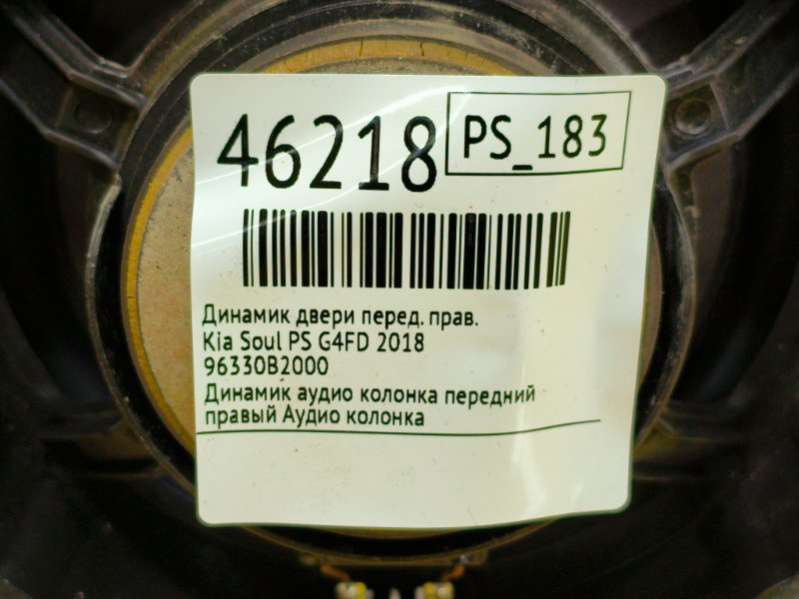 46218
PS_183
Динамик двери перед. прав.
Kia Soul PS G4FD 2018
96330B2000
Динамик аудио колонка передний
правый Аудио колонка